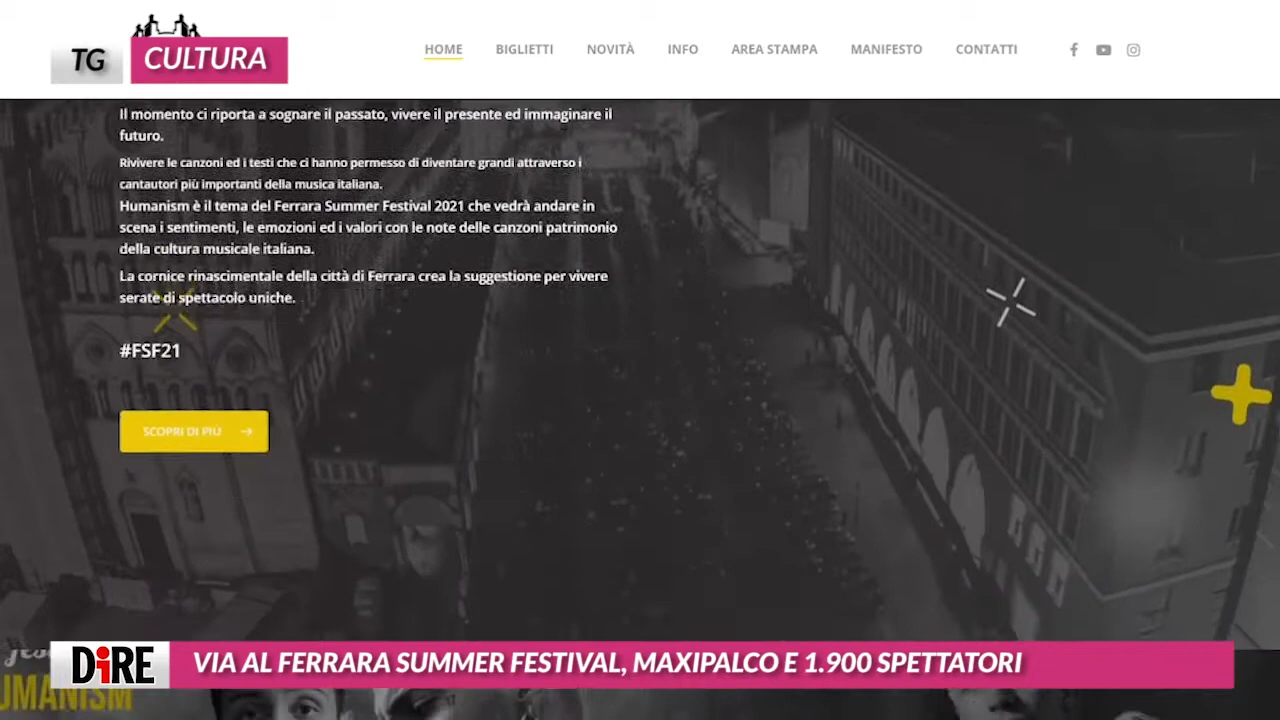 TG CULTURA
HOME BIGLIETTI NOVITÀ INFO AREA STAMPA MANIFESTO CONTATTI
Il momento ci riporta a sognare il passato, vivere il presente ed immaginare il
futuro.
Rivivere le canzoni ed i testi che ci hanno permesso di diventare grandi attraverso i
cantautori più importanti della musica italiana.
Humanism è il tema del Ferrara Summer Festival 2021 che vedrà andare in
scena i sentimenti, le emozioni ed i valori con le note delle canzoni patrimonio
della cultura musicale italiana.
La cornice rinascimentale della città di Ferrara crea la suggestione per vivere
serate di spettacolo uniche.
#FSF21
SCOPRI DI PIÙ
DiRE
VIA AL FERRARA SUMMER FESTIVAL, MAXIPALCO E 1.900 SPETTATORI